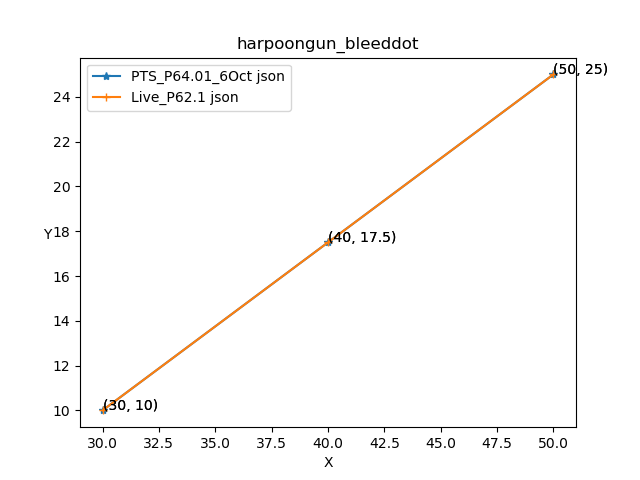 harpoongun_bleeddot
PTS_P64.01_6Oct json
Live_P62.1 json
(50, 25)
(40, 17.5)
(30, 10)
24
22
20
18
16
14
12
10
Y
30.0 32.5 35.0 37.5 40.0 42.5 45.0 47.5 50.0
X